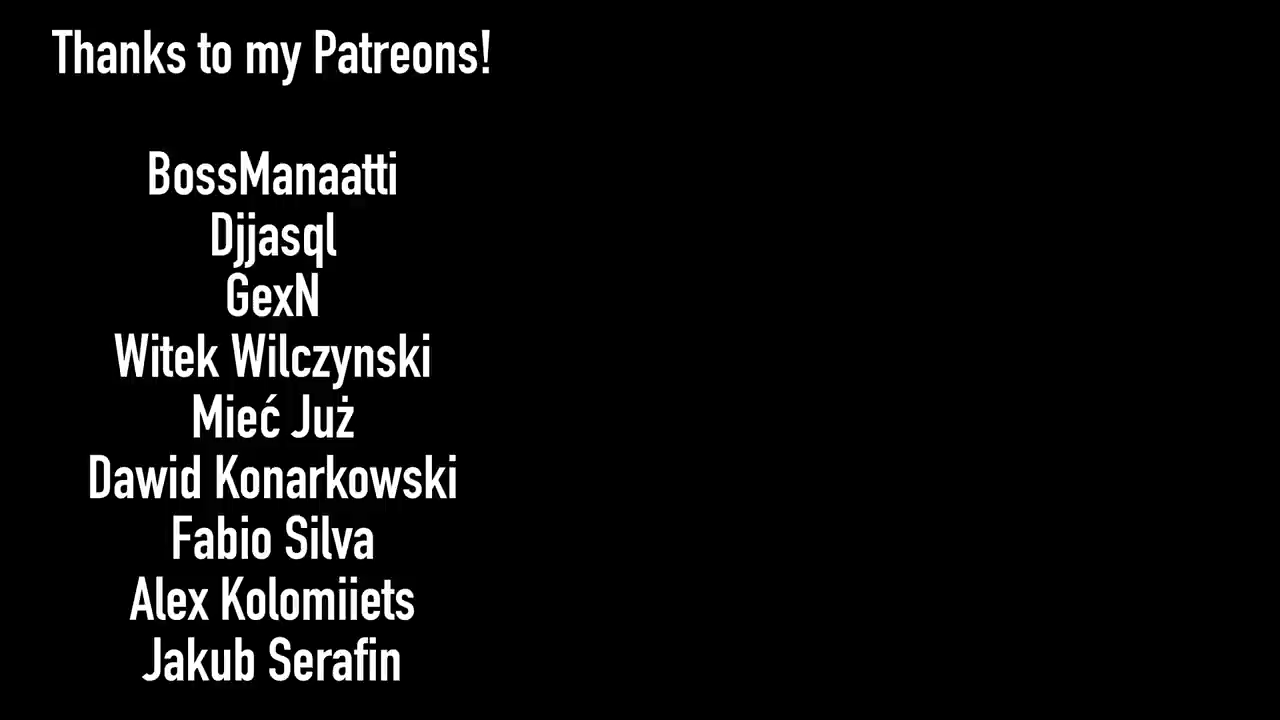 Thanks to my Patreons!
BossManaatti
Djjasql
GexN
Witek Wilczynski
Mieć Już
Dawid Konarkowski
Fabio Silva
Alex Kolomiiets
Jakub Serafin